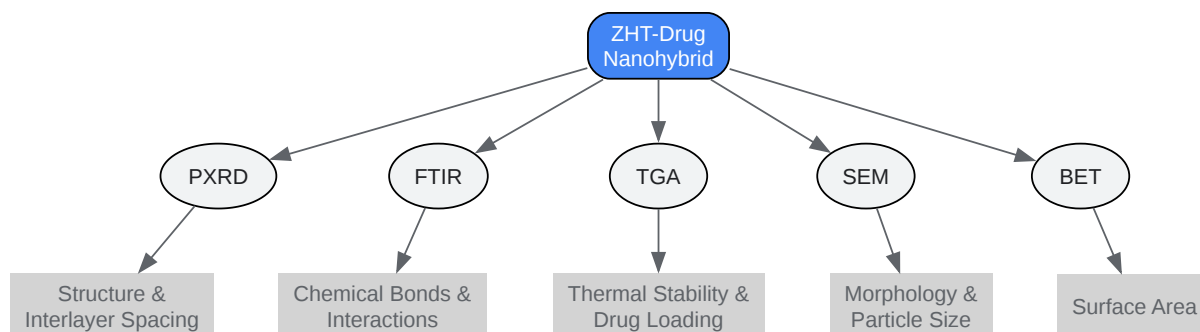 ZHT-Drug
Nanohybrid
PXRD
FTIR
TGA
SEM
BET
Structure &
Interlayer Spacing
Chemical Bonds &
Interactions
Thermal Stability &
Drug Loading
Morphology &
Particle Size
Surface Area